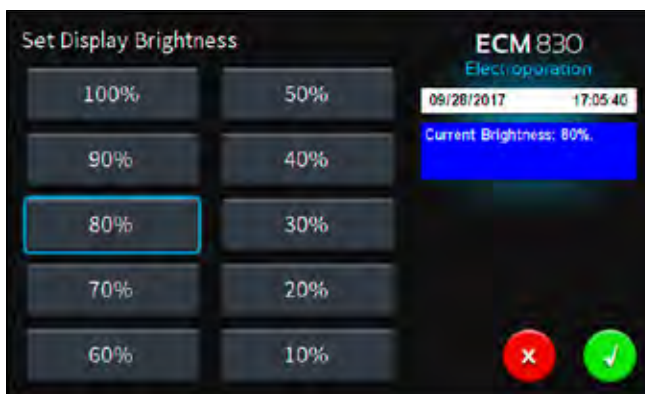 Set Display Brightness
100%
50%
90%
40%
80%
30%
70%
20%
60%
10%
ECM 830
Electroporation
09/28/2017 17:05:40
Current Brightness: 80%.